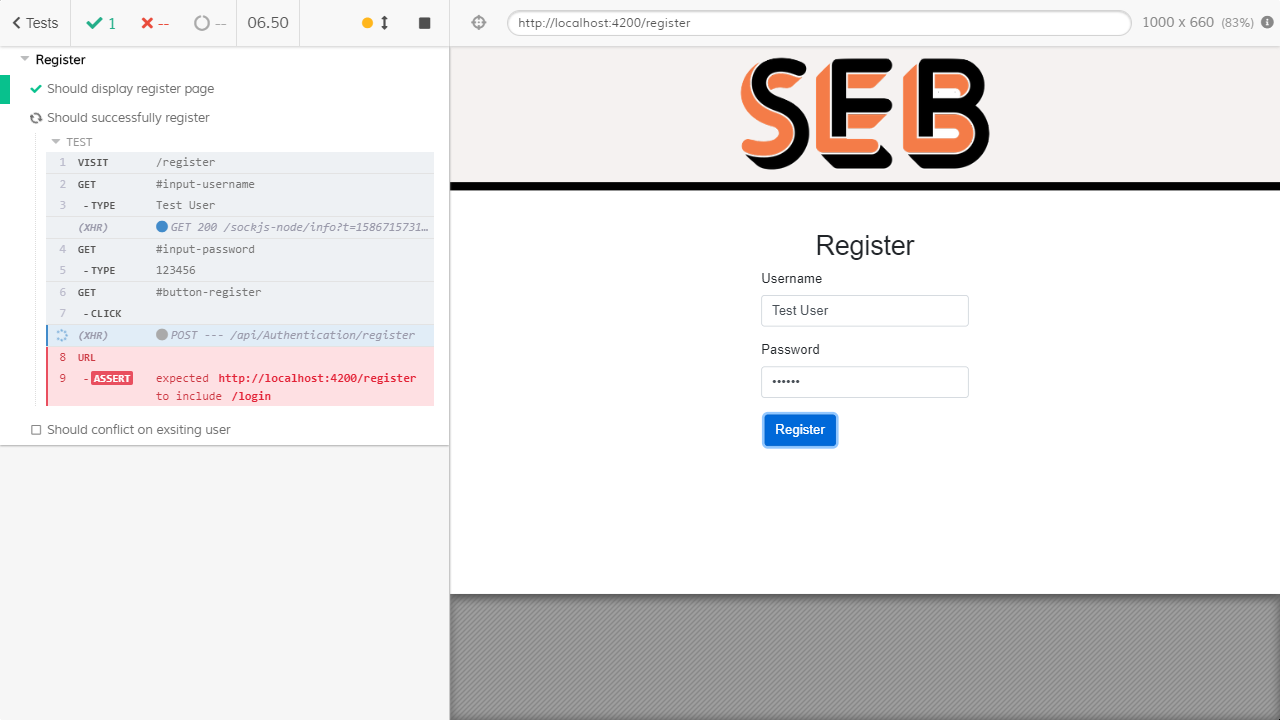 Tests 1 -- -- 06.50 http://localhost:4200/register 1000 x 660 (83%)
Register
Should display register page
Should successfully register
TEST
1 VISIT /register
2 GET #input-username
3 -TYPE Test User
(XHR) GET 200 /sockjs-node/info?t=1586715731…
4 GET #input-password
5 -TYPE 123456
6 GET #button-register
7 -CLICK
(XHR) POST --- /api/Authentication/register
8 URL
9 -ASSERT expected http://localhost:4200/register
to include /login
Should conflict on exsiting user
SEB
Register
Username
Test User
Password
••••••
Register